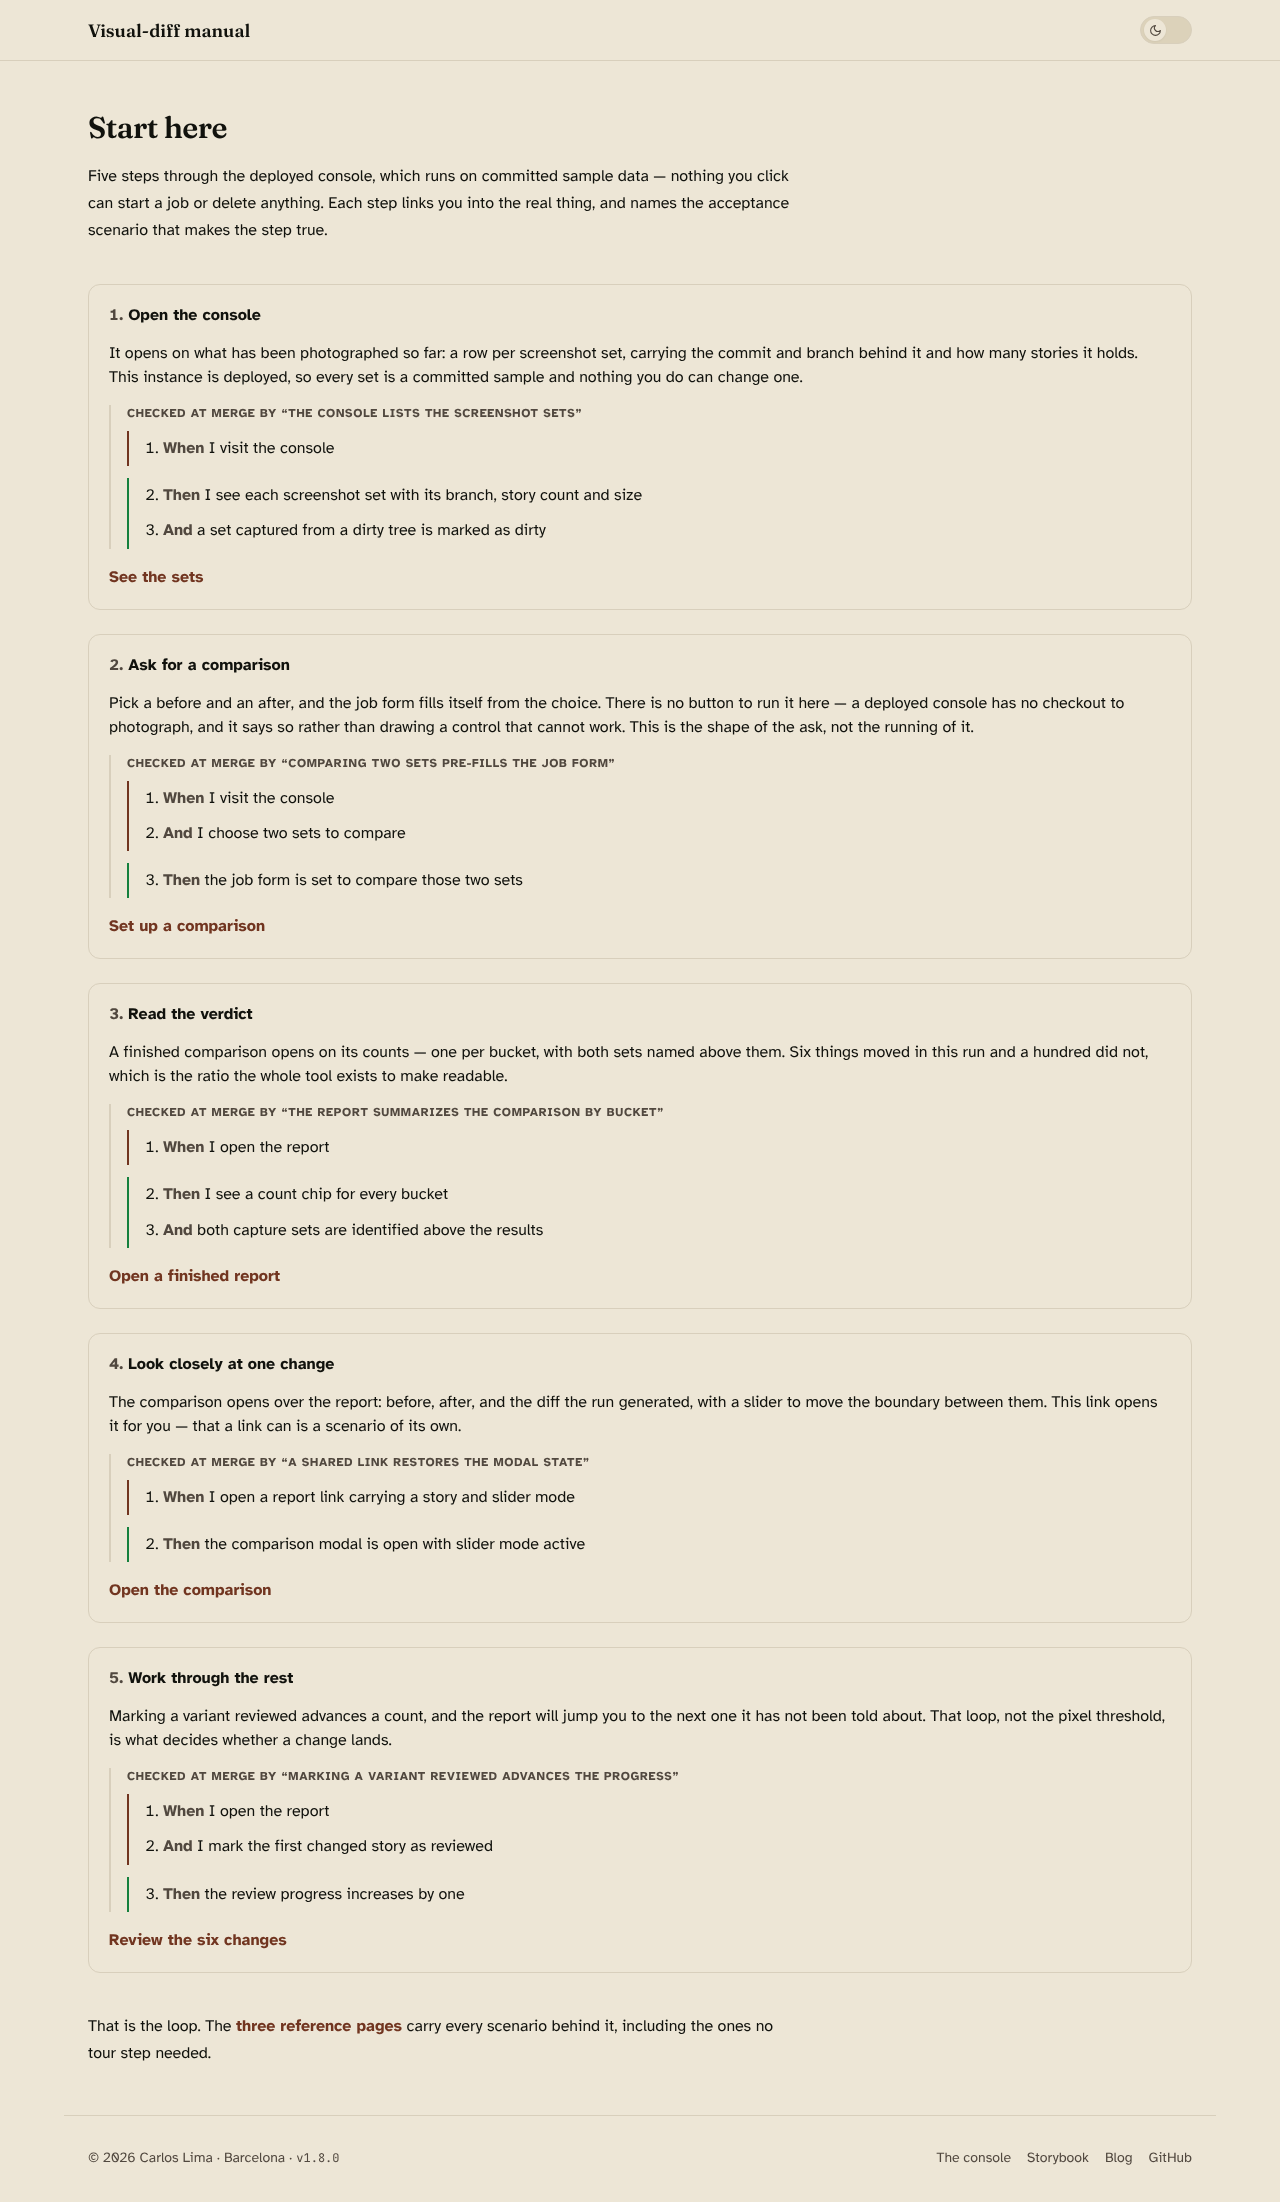 Visual-diff manual
Start here
Five steps through the deployed console, which runs on committed sample data — nothing you click
can start a job or delete anything. Each step links you into the real thing, and names the acceptance
scenario that makes the step true.
1. Open the console
It opens on what has been photographed so far: a row per screenshot set, carrying the commit and branch behind it and how many stories it holds.
This instance is deployed, so every set is a committed sample and nothing you do can change one.
CHECKED AT MERGE BY “THE CONSOLE LISTS THE SCREENSHOT SETS”
1. When I visit the console
2. Then I see each screenshot set with its branch, story count and size
3. And a set captured from a dirty tree is marked as dirty
See the sets
2. Ask for a comparison
Pick a before and an after, and the job form fills itself from the choice. There is no button to run it here — a deployed console has no checkout to
photograph, and it says so rather than drawing a control that cannot work. This is the shape of the ask, not the running of it.
CHECKED AT MERGE BY “COMPARING TWO SETS PRE-FILLS THE JOB FORM”
1. When I visit the console
2. And I choose two sets to compare
3. Then the job form is set to compare those two sets
Set up a comparison
3. Read the verdict
A finished comparison opens on its counts — one per bucket, with both sets named above them. Six things moved in this run and a hundred did not,
which is the ratio the whole tool exists to make readable.
CHECKED AT MERGE BY “THE REPORT SUMMARIZES THE COMPARISON BY BUCKET”
1. When I open the report
2. Then I see a count chip for every bucket
3. And both capture sets are identified above the results
Open a finished report
4. Look closely at one change
The comparison opens over the report: before, after, and the diff the run generated, with a slider to move the boundary between them. This link opens
it for you — that a link can is a scenario of its own.
CHECKED AT MERGE BY “A SHARED LINK RESTORES THE MODAL STATE”
1. When I open a report link carrying a story and slider mode
2. Then the comparison modal is open with slider mode active
Open the comparison
5. Work through the rest
Marking a variant reviewed advances a count, and the report will jump you to the next one it has not been told about. That loop, not the pixel threshold,
is what decides whether a change lands.
CHECKED AT MERGE BY “MARKING A VARIANT REVIEWED ADVANCES THE PROGRESS”
1. When I open the report
2. And I mark the first changed story as reviewed
3. Then the review progress increases by one
Review the six changes
That is the loop. The three reference pages carry every scenario behind it, including the ones no
tour step needed.
© 2026 Carlos Lima · Barcelona · v1.8.0
The console Storybook Blog GitHub